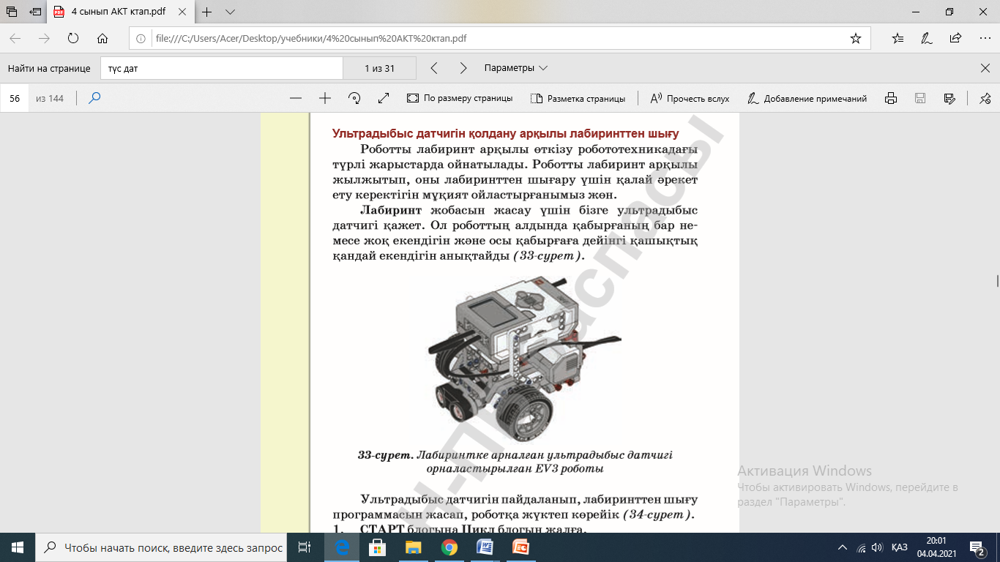 4 сынып АКТ ктап.pdf
file:///C:/Users/Acer/Desktop/учебники/4%20сынып%20АКТ%20ктап.pdf
Найти на странице
түс дат
1 из 31
Параметры
56 из 144
По размеру страницы
Разметка страницы
Прочесть вслух
Добавление примечаний
Ультрадыбыс датчигін қолдану арқылы лабиринттен шығу
Роботты лабиринт арқылы өткізу робототехникадағы
түрлі жарыстарда ойнатылады. Роботты лабиринт арқылы
жылжытып, оны лабиринттен шығару үшін қалай әрекет
ету керектігін мұқият ойластырғанымыз жөн.
Лабиринт жобасын жасау үшін бізге ультрадыбыс
датчигі қажет. Ол роботтың алдында қабырғаның бар не-
месе жоқ екендігін және осы қабырғаға дейінгі қашықтық
қандай екендігін анықтайды (33-сурет).
33-сурет. Лабиринтке арналған ультрадыбыс датчигі
орналастырылған EV3 роботы
Ультрадыбыс датчигін пайдаланып, лабиринттен шығу
программасын жасап, роботқа жүктеп көрейік (34-сурет).
1. СТАРТ блогына Цикл блогын жалға.
Активация Windows
Чтобы активировать Windows, перейдите в
раздел "Параметры".
Чтобы начать поиск, введите здесь запрос
ҚАЗ
20:01
04.04.2021
2